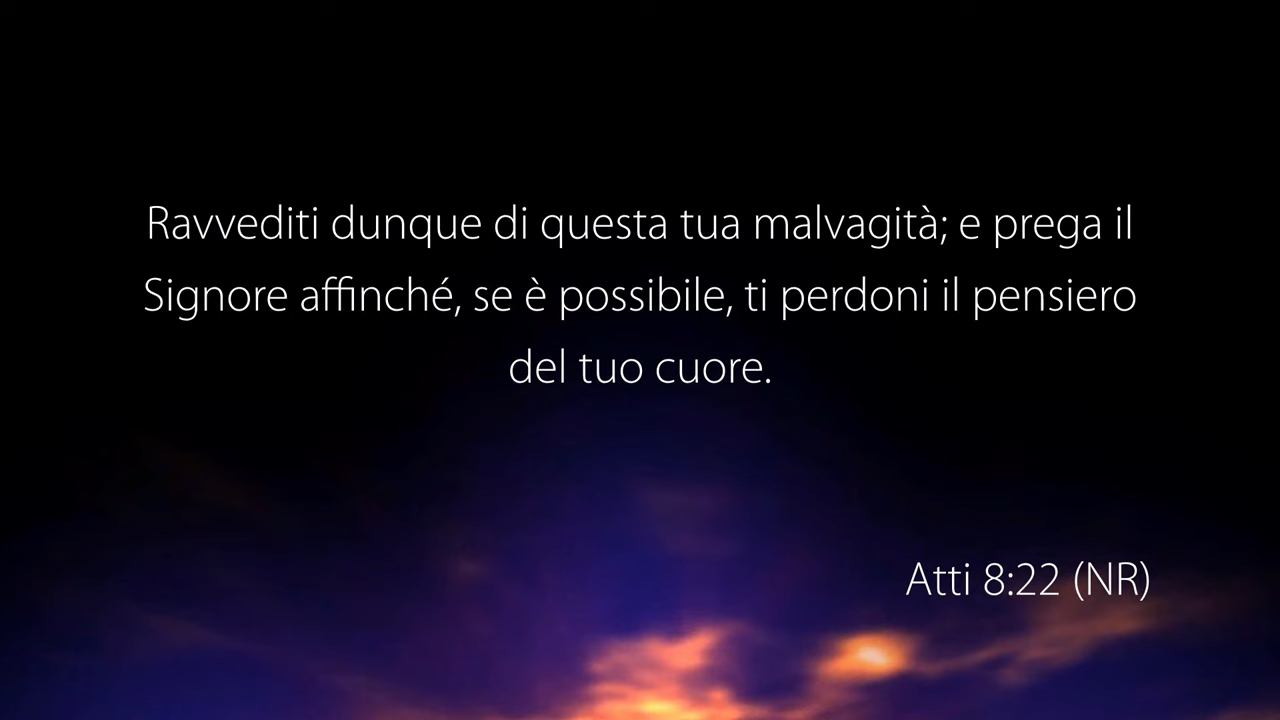 Ravvediti dunque di questa tua malvagità; e prega il
Signore affinché, se è possibile, ti perdoni il pensiero
del tuo cuore.
Atti 8:22 (NR)